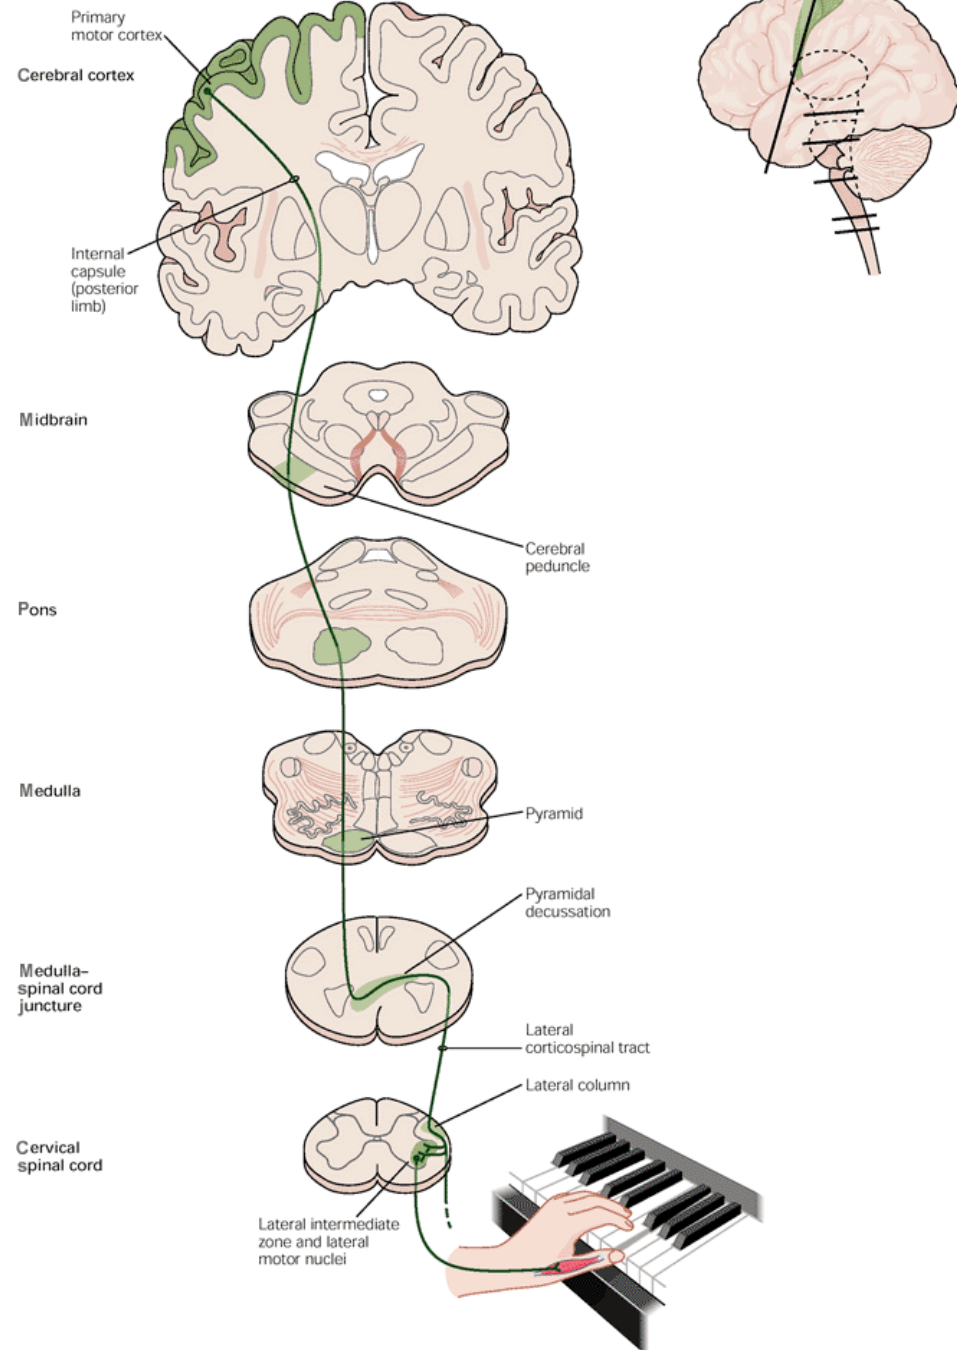 Primary
motor cortex
Cerebral cortex
Internal
capsule
(posterior
limb)
Midbrain
Cerebral
peduncle
Pons
Medulla
Pyramid
Pyramidal
decussation
Medulla–
spinal cord
juncture
Lateral
corticospinal tract
Lateral column
Cervical
spinal cord
Lateral intermediate
zone and lateral
motor nuclei